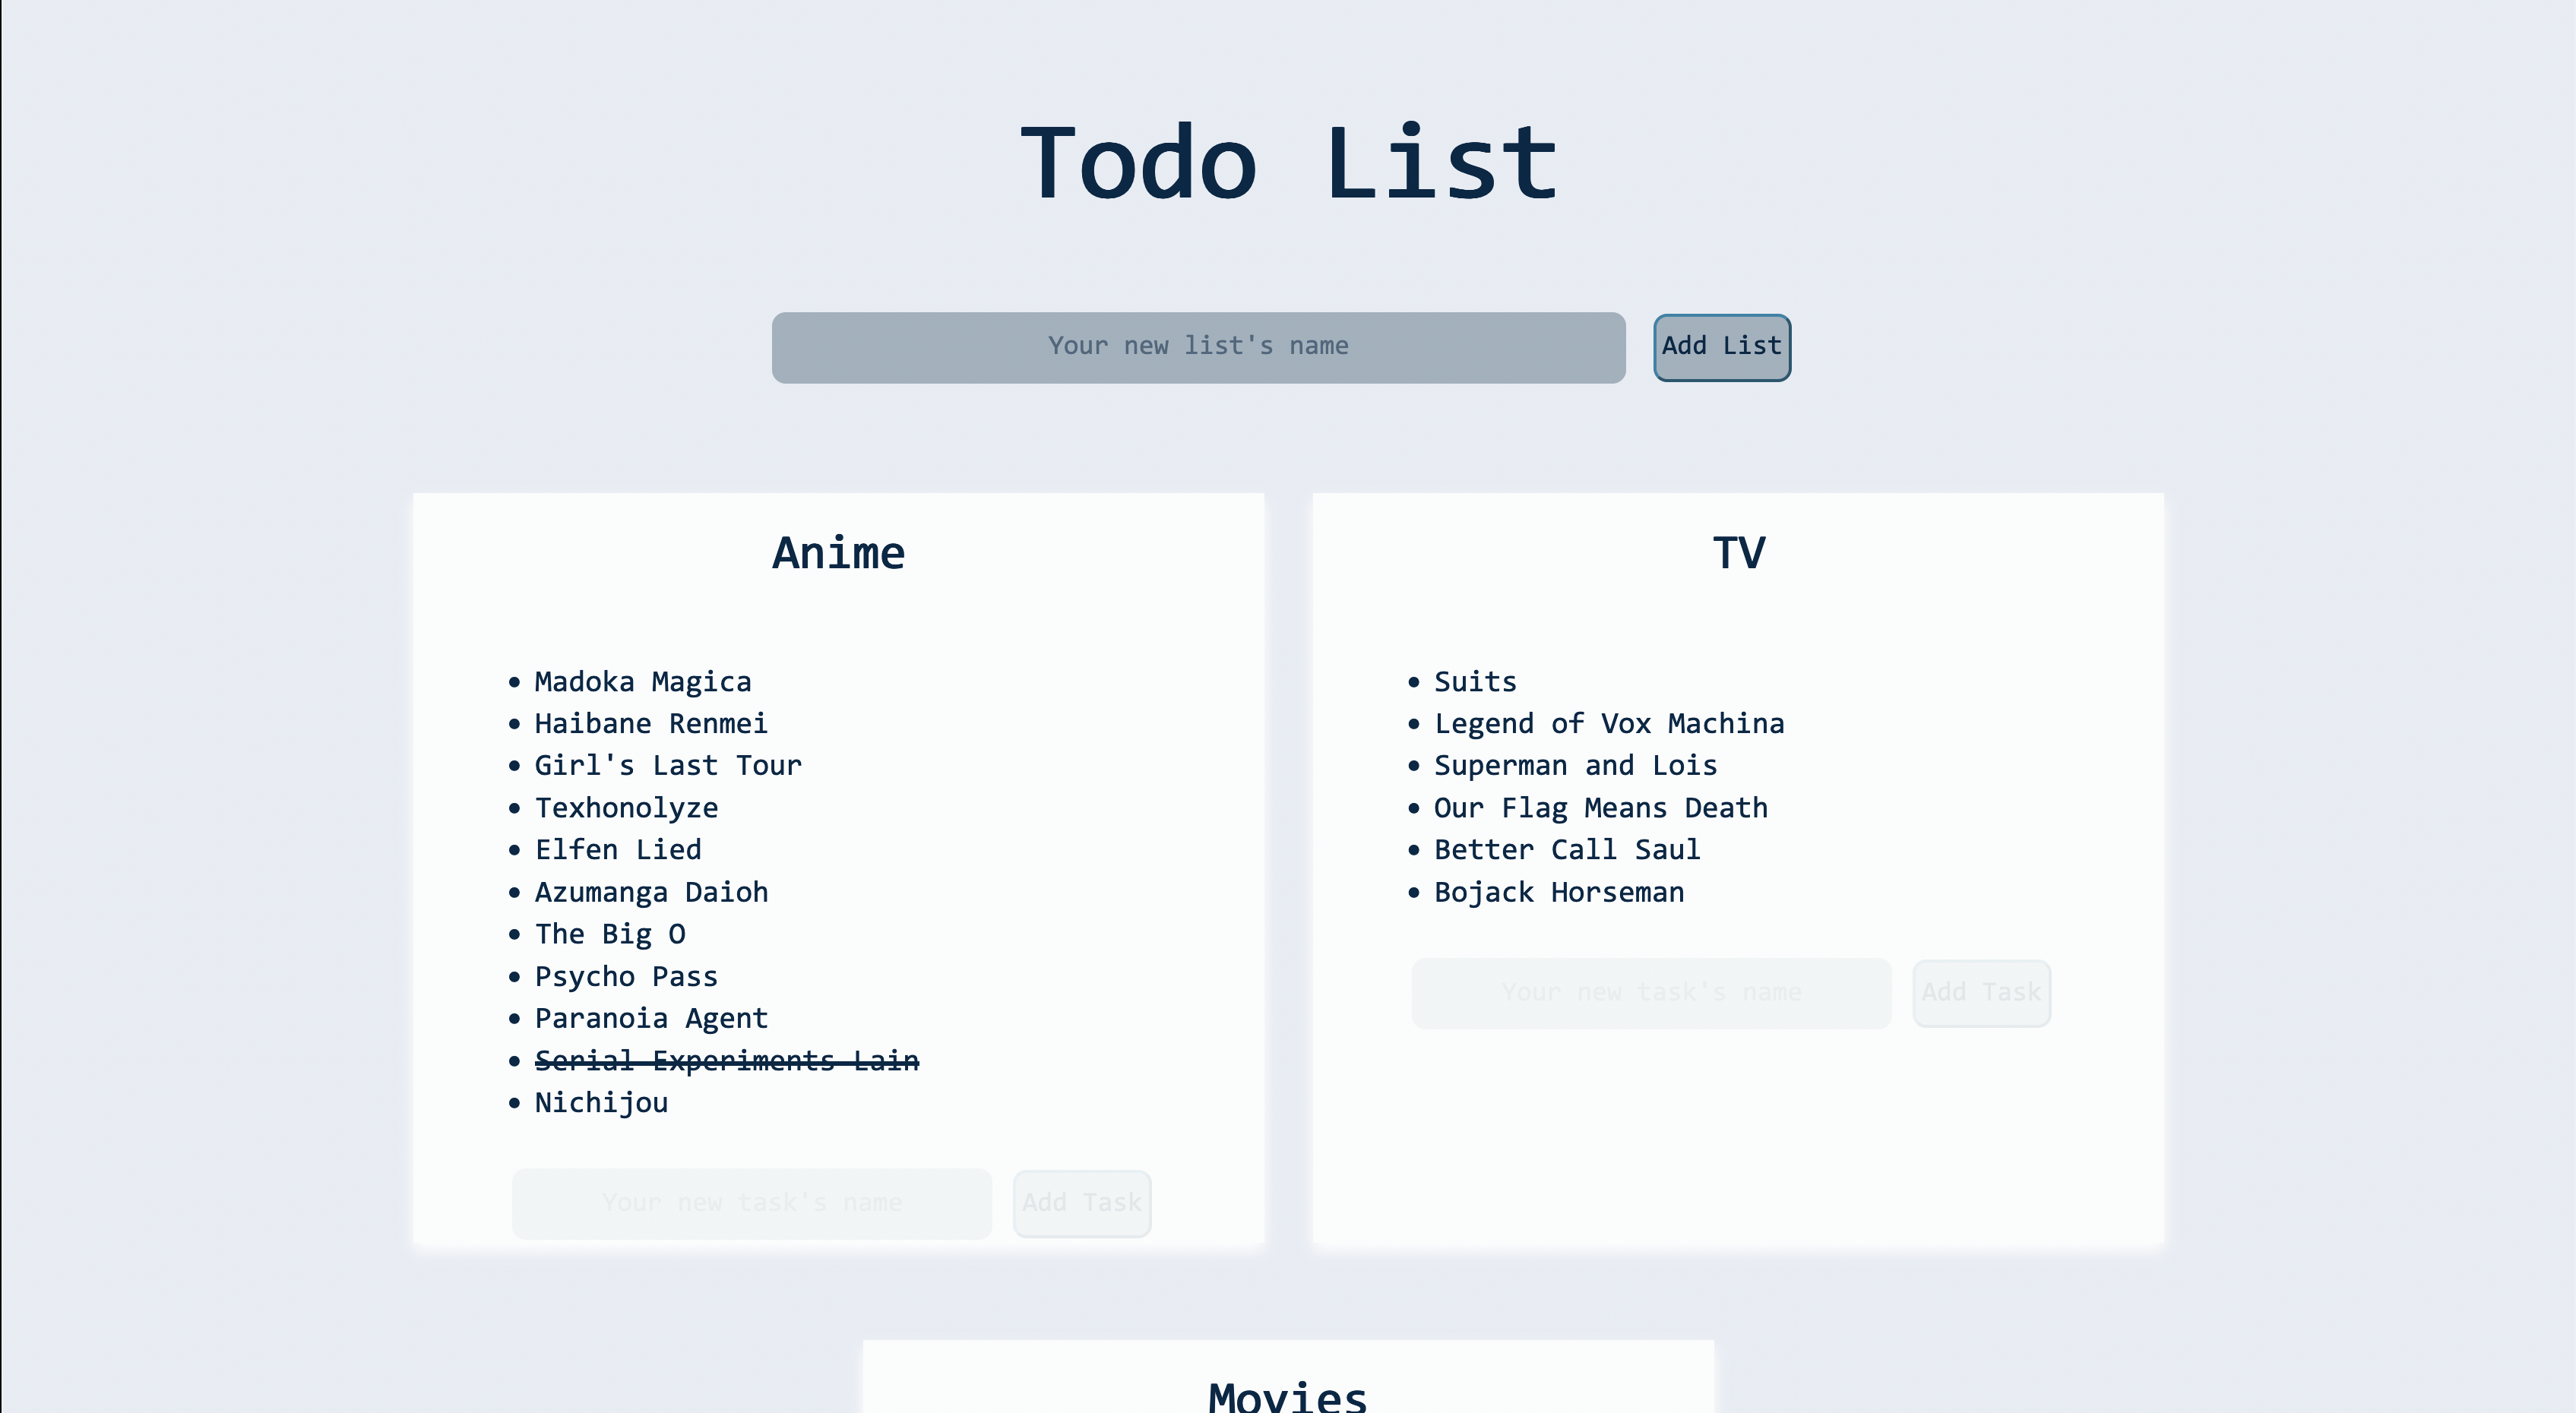 Todo List
Your new list's name
Add List
Anime
Madoka Magica
Haibane Renmei
Girl's Last Tour
Texhonolyze
Elfen Lied
Azumanga Daioh
The Big O
Psycho Pass
Paranoia Agent
Serial Experiments Lain
Nichijou
Your new task's name
Add Task
TV
Suits
Legend of Vox Machina
Superman and Lois
Our Flag Means Death
Better Call Saul
Bojack Horseman
Your new task's name
Add Task
Movies